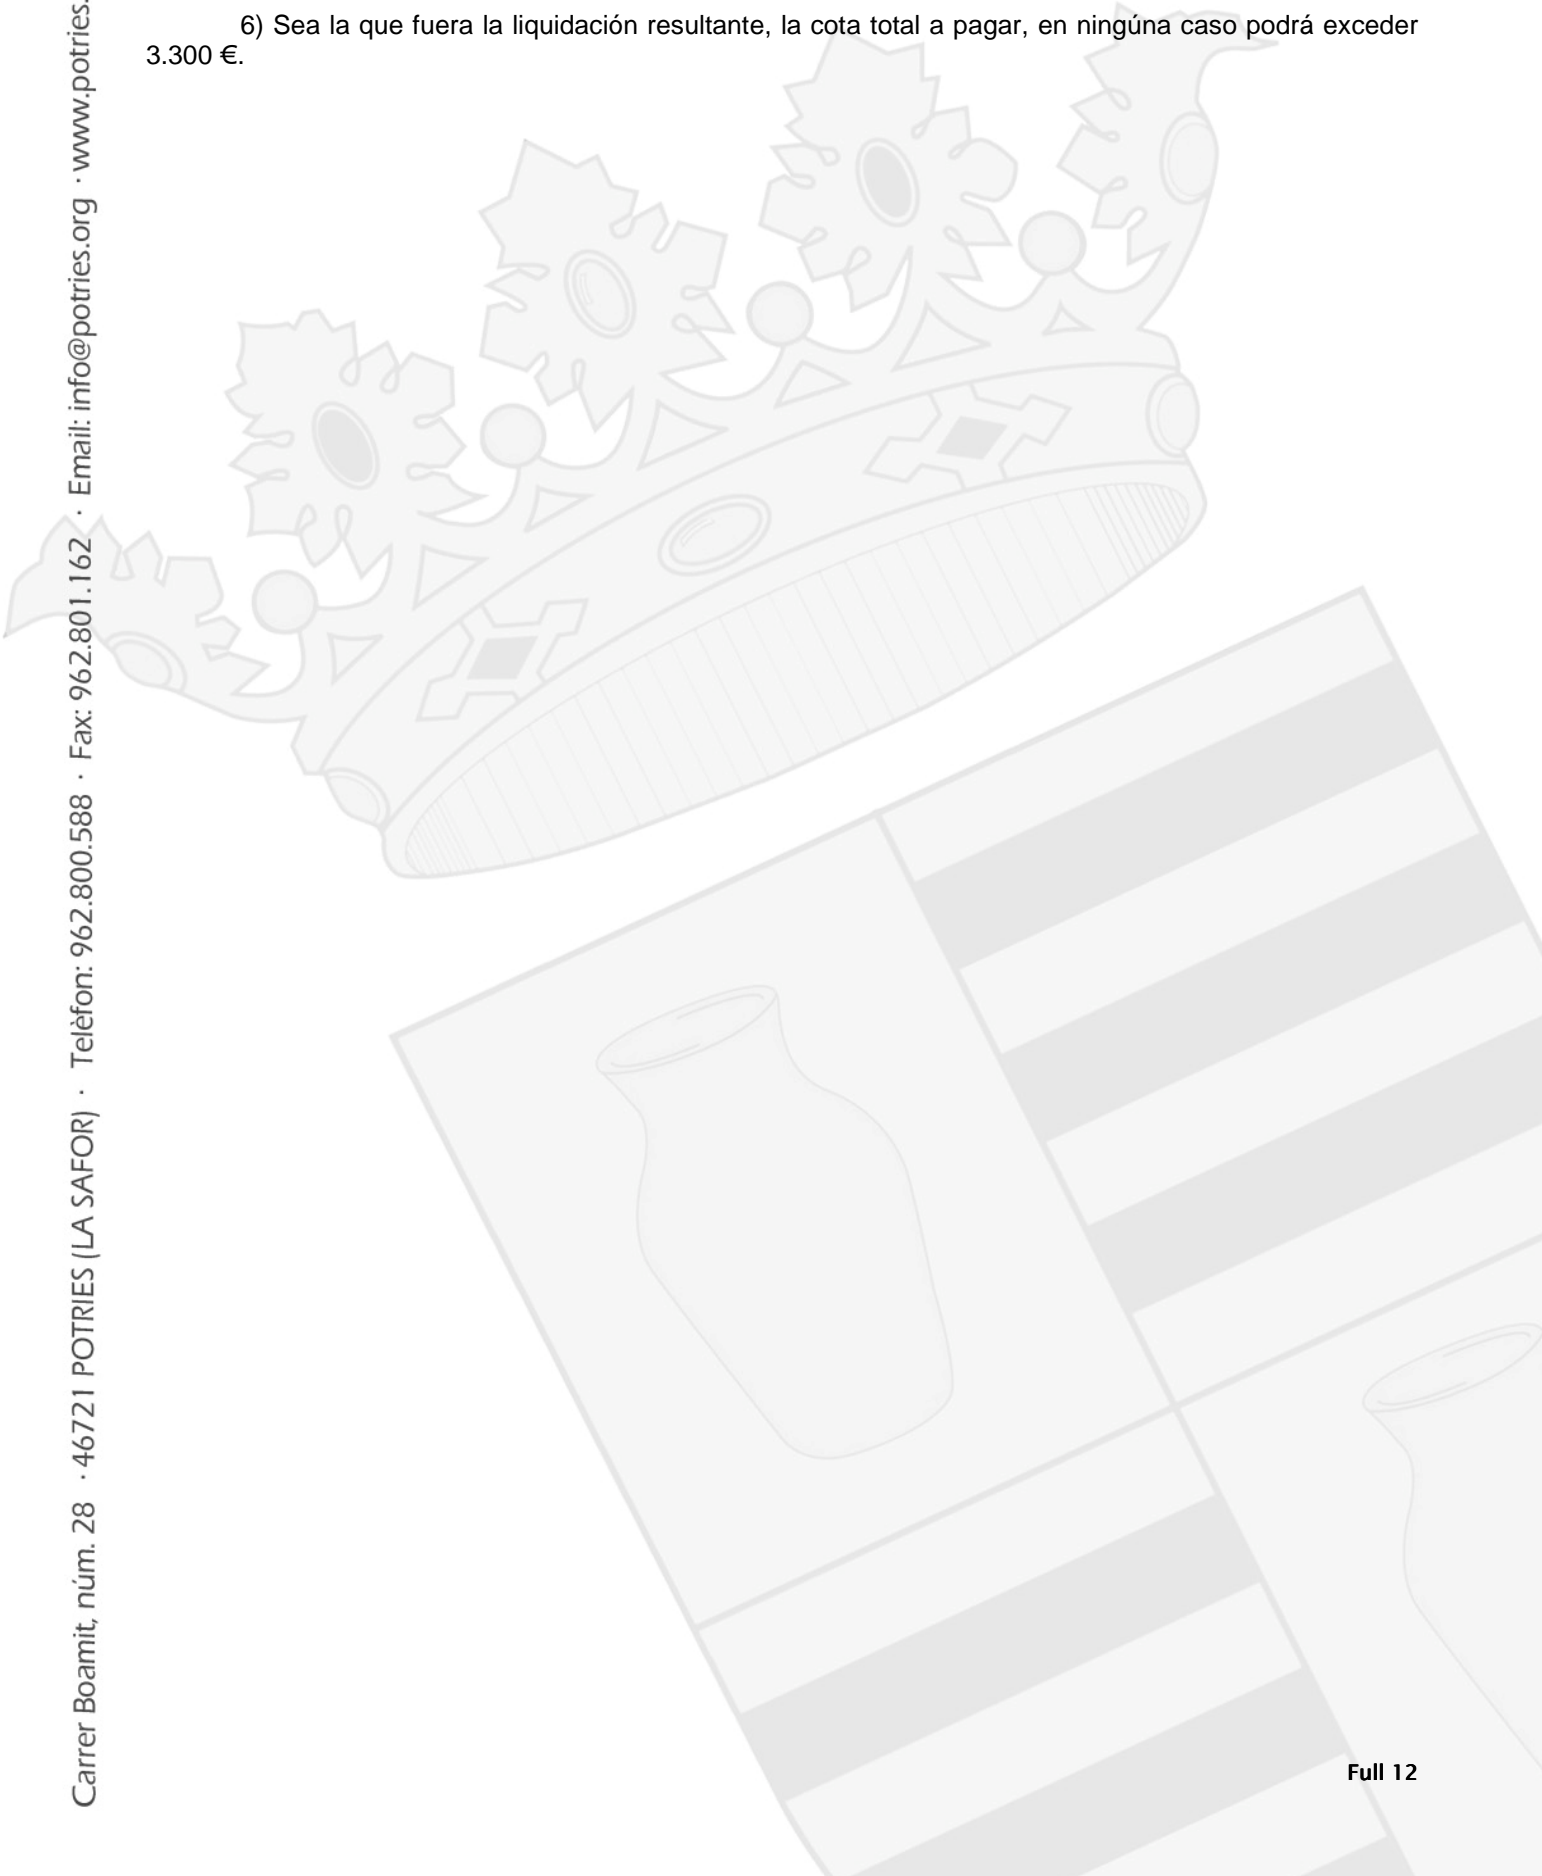 6) Sea la que fuera la liquidación resultante, la cota total a pagar, en ningúna caso podrá exceder
3.300 €.
Carrer Boamit, núm. 28 · 46721 POTRIES (LA SAFOR) · Telèfon: 962.800.588 · Fax: 962.801.162 · Email: info@potries.org · www.potries.
Full 12